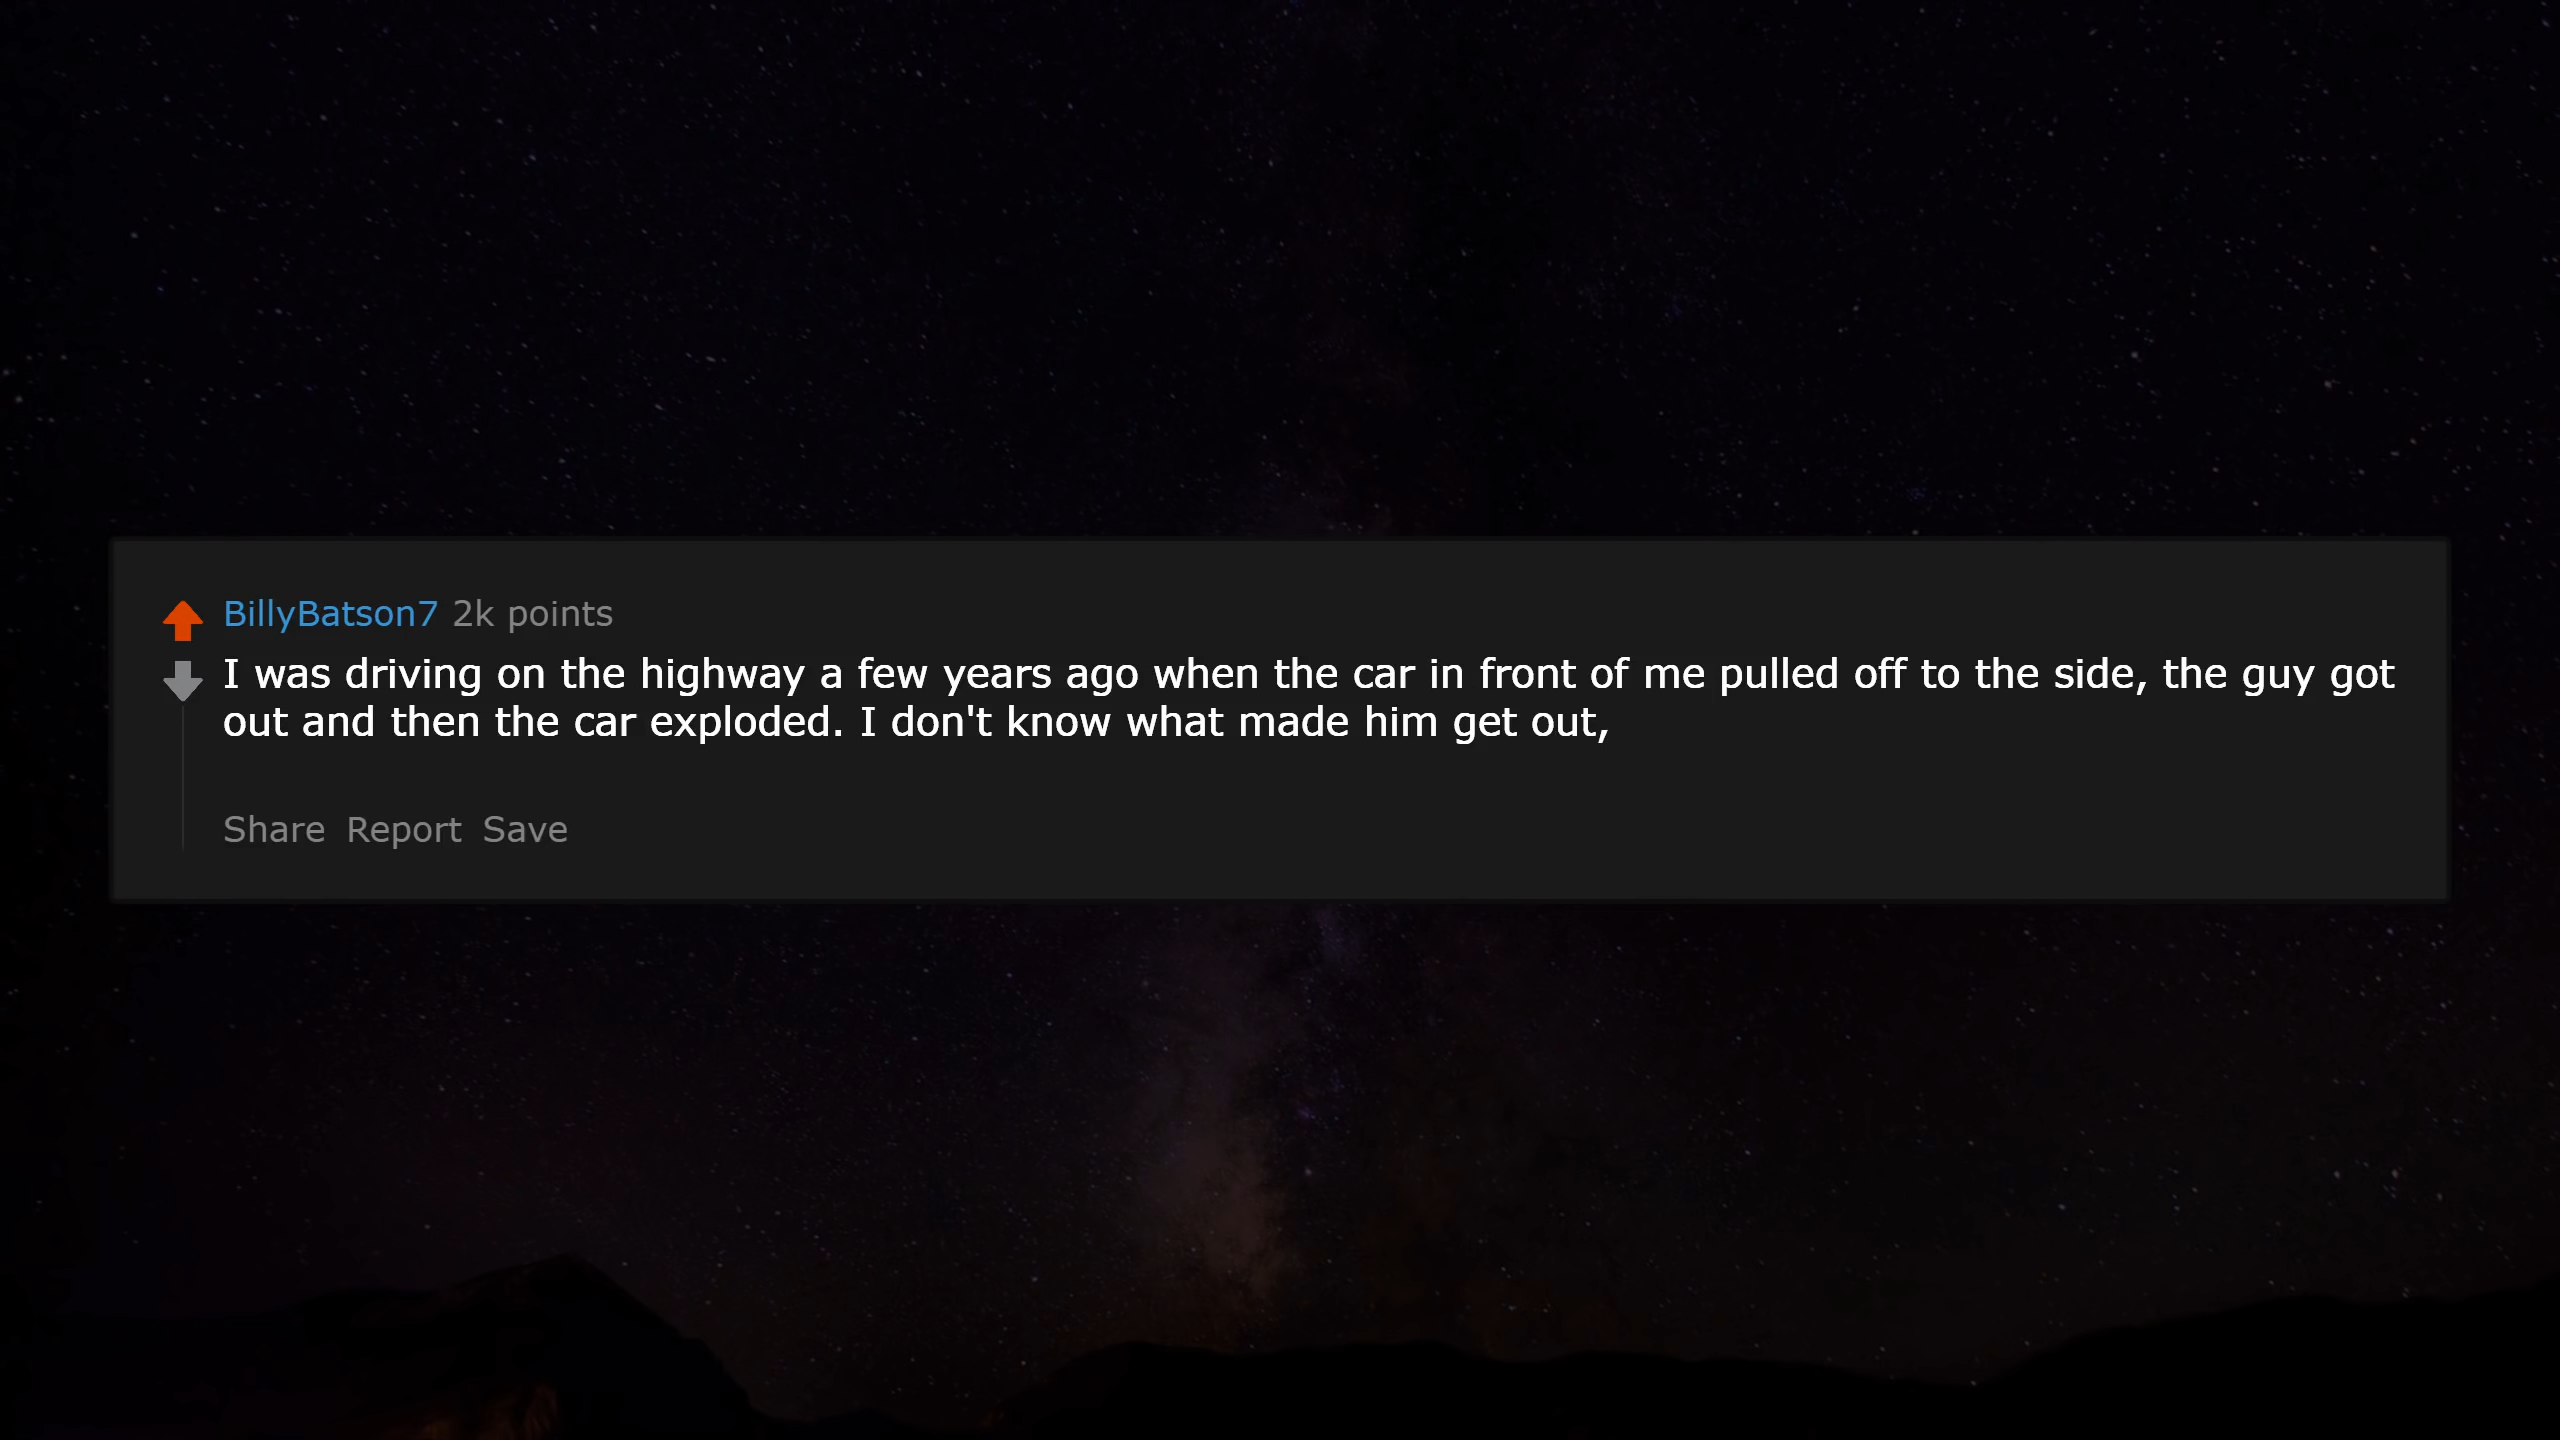 BillyBatson7 2k points
I was driving on the highway a few years ago when the car in front of me pulled off to the side, the guy got
out and then the car exploded. I don't know what made him get out,
Share Report Save